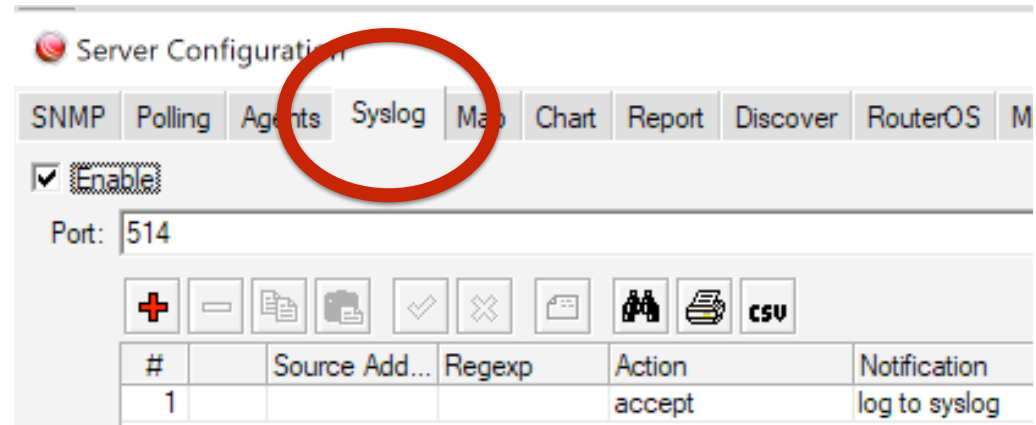 Server Configuration
SNMP Polling Agents Syslog Map Chart Report Discover RouterOS M
Enable
Port: 514
csv
# Source Add... Regexp Action Notification
1 accept log to syslog